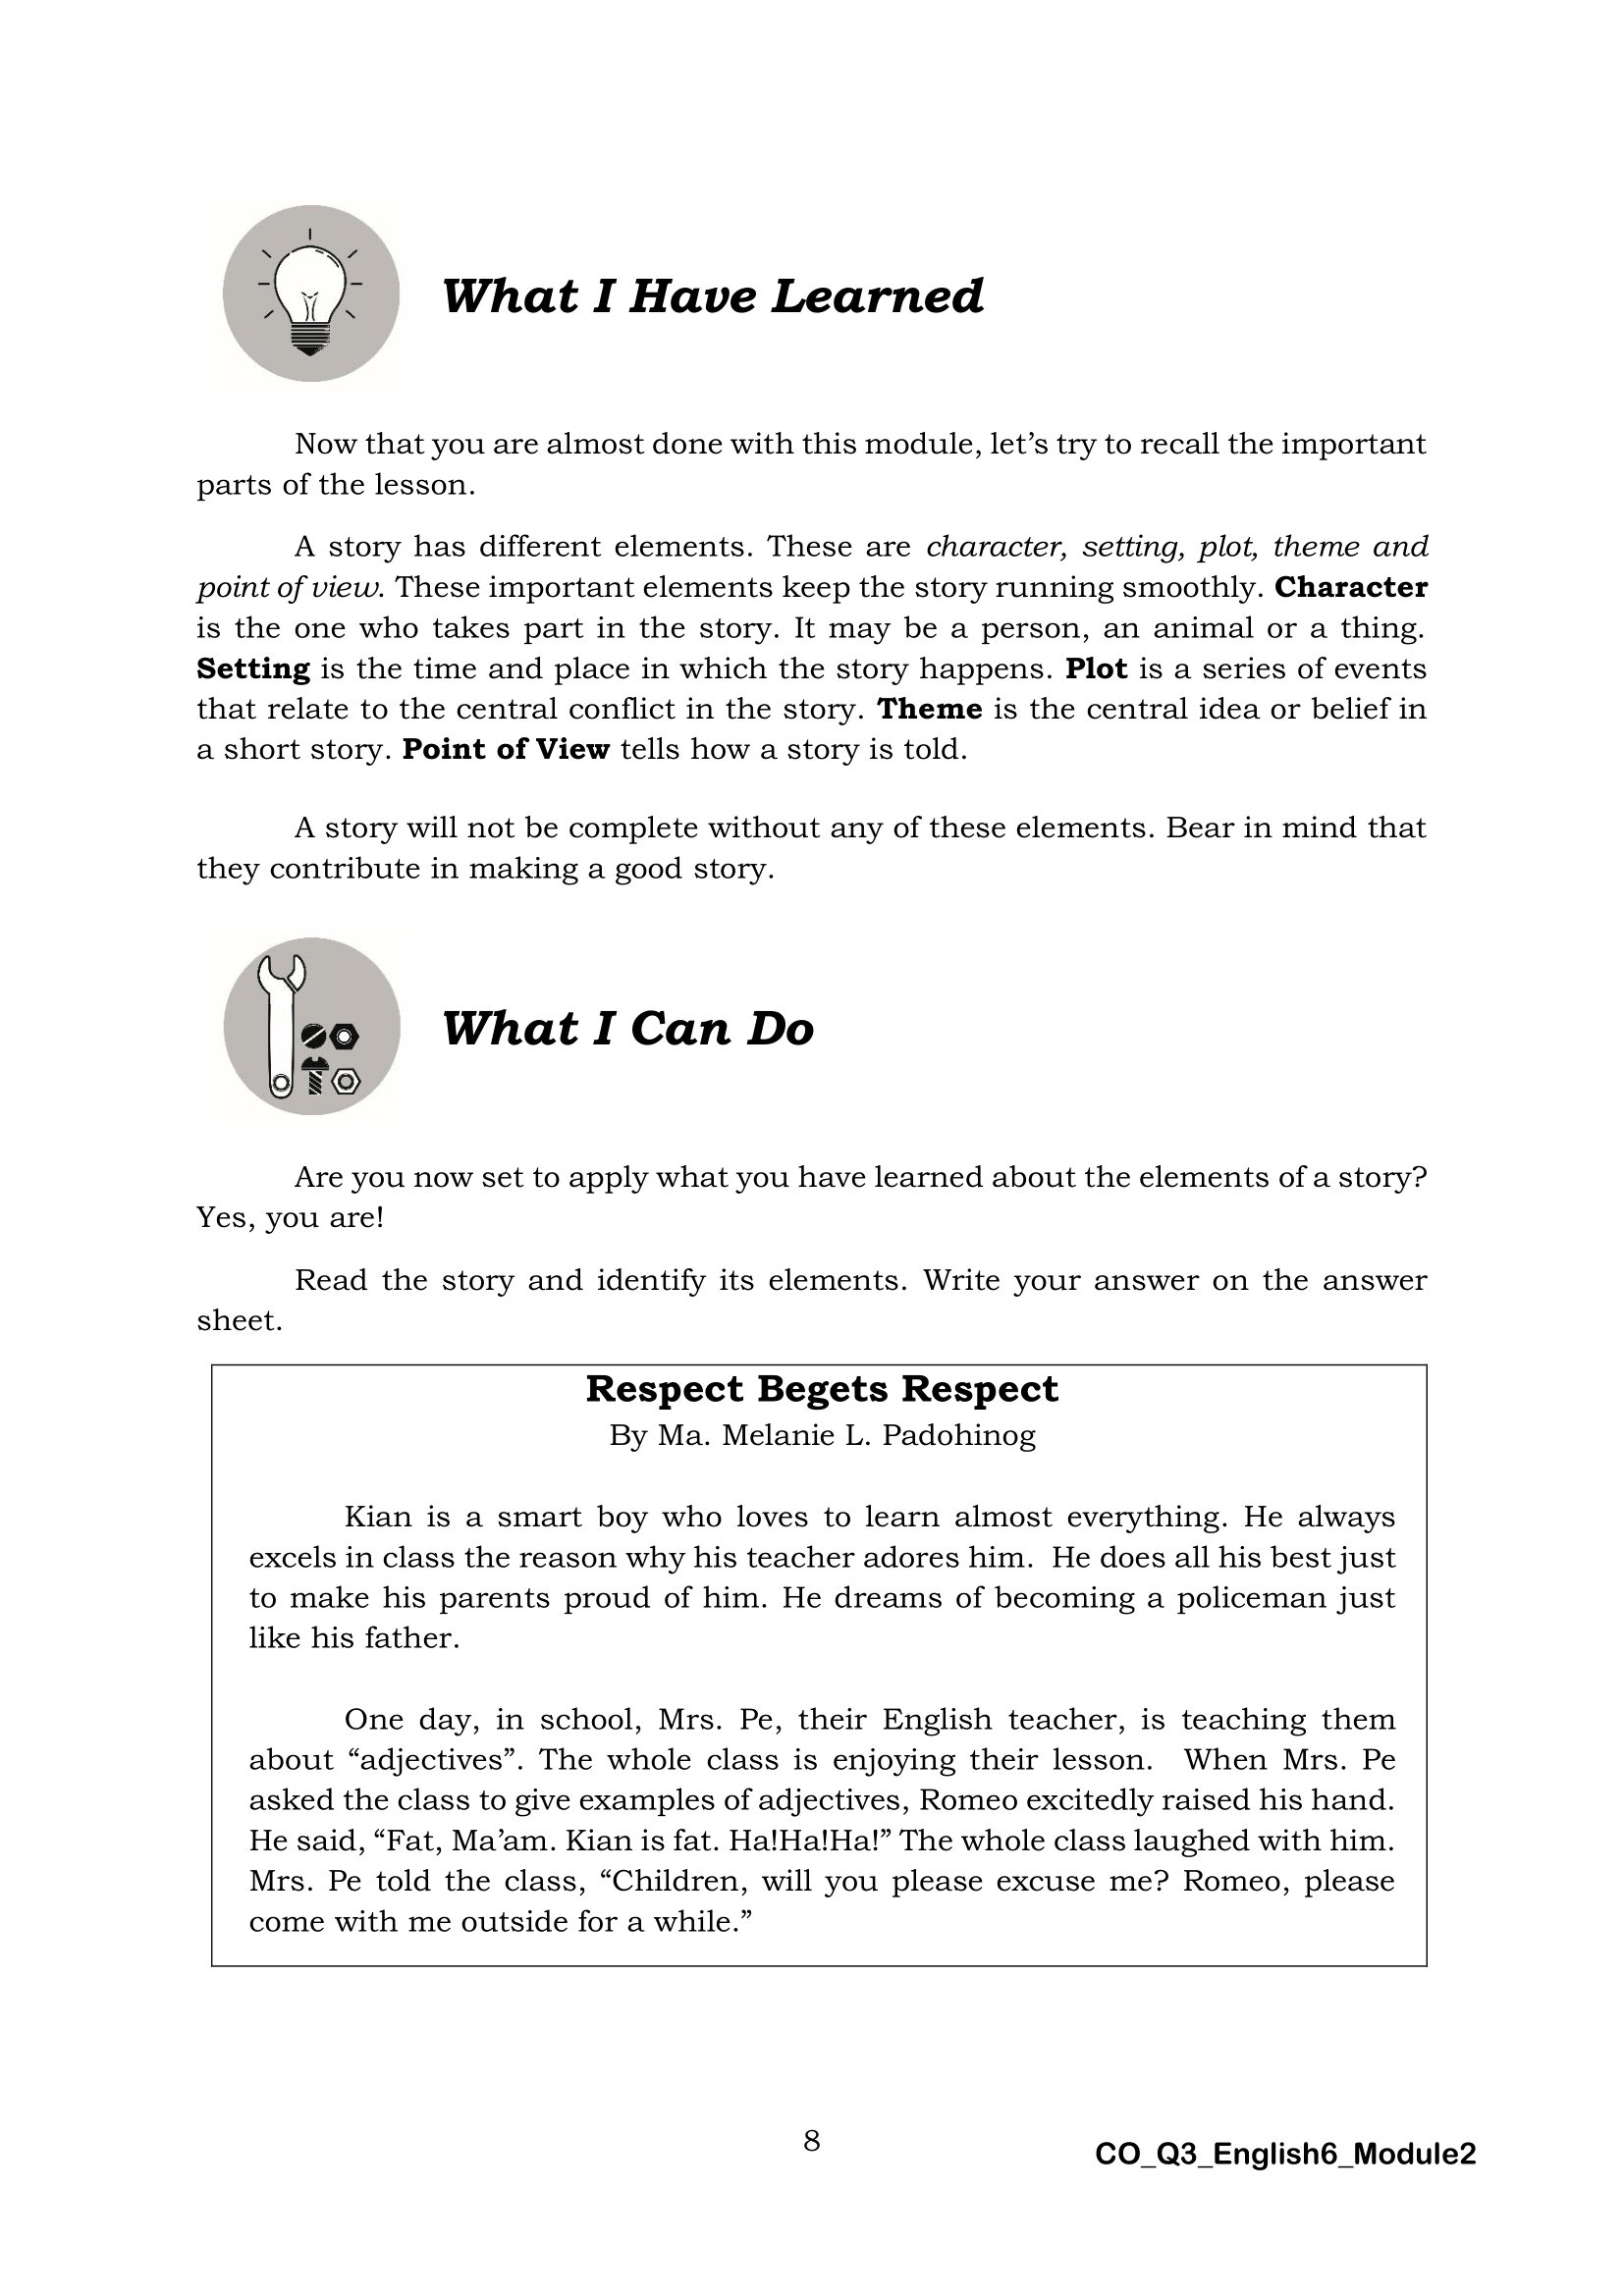 What I Have Learned
Now that you are almost done with this module, let’s try to recall the important
parts of the lesson.
A story has different elements. These are character, setting, plot, theme and
point of view. These important elements keep the story running smoothly. Character
is the one who takes part in the story. It may be a person, an animal or a thing.
Setting is the time and place in which the story happens. Plot is a series of events
that relate to the central conflict in the story. Theme is the central idea or belief in
a short story. Point of View tells how a story is told.
A story will not be complete without any of these elements. Bear in mind that
they contribute in making a good story.
What I Can Do
Are you now set to apply what you have learned about the elements of a story?
Yes, you are!
Read the story and identify its elements. Write your answer on the answer
sheet.
Respect Begets Respect
By Ma. Melanie L. Padohinog
Kian is a smart boy who loves to learn almost everything. He always
excels in class the reason why his teacher adores him.  He does all his best just
to make his parents proud of him. He dreams of becoming a policeman just
like his father.
One day, in school, Mrs. Pe, their English teacher, is teaching them
about “adjectives”. The whole class is enjoying their lesson.  When Mrs. Pe
asked the class to give examples of adjectives, Romeo excitedly raised his hand.
He said, “Fat, Ma’am. Kian is fat. Ha!Ha!Ha!” The whole class laughed with him.
Mrs. Pe told the class, “Children, will you please excuse me? Romeo, please
come with me outside for a while.”
8
CO_Q3_English6_Module2